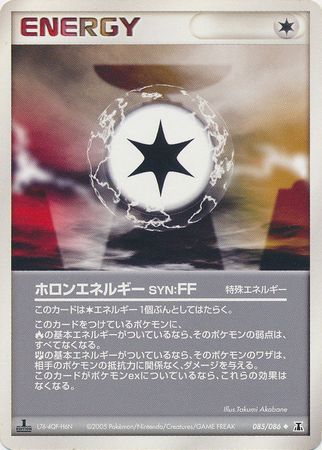 ENERGY
ホロンエネルギー SYN:FF 特殊エネルギー
このカードは エネルギー1個ぶんとしてはたらく。
このカードをつけているポケモンに、
の基本エネルギーがついているなら、そのポケモンの弱点は、
すべてなくなる。
の基本エネルギーがついているなら、そのポケモンのワザは、
相手のポケモンの抵抗力に関係なく、ダメージを与える。
このカードがポケモンexについているなら、この効果は
なくなる。
Illus.Takumi Akabane
1 EDITION L76-4QF-H6N ©2005 Pokémon/Nintendo/Creatures/GAME FREAK 085/086 ◆